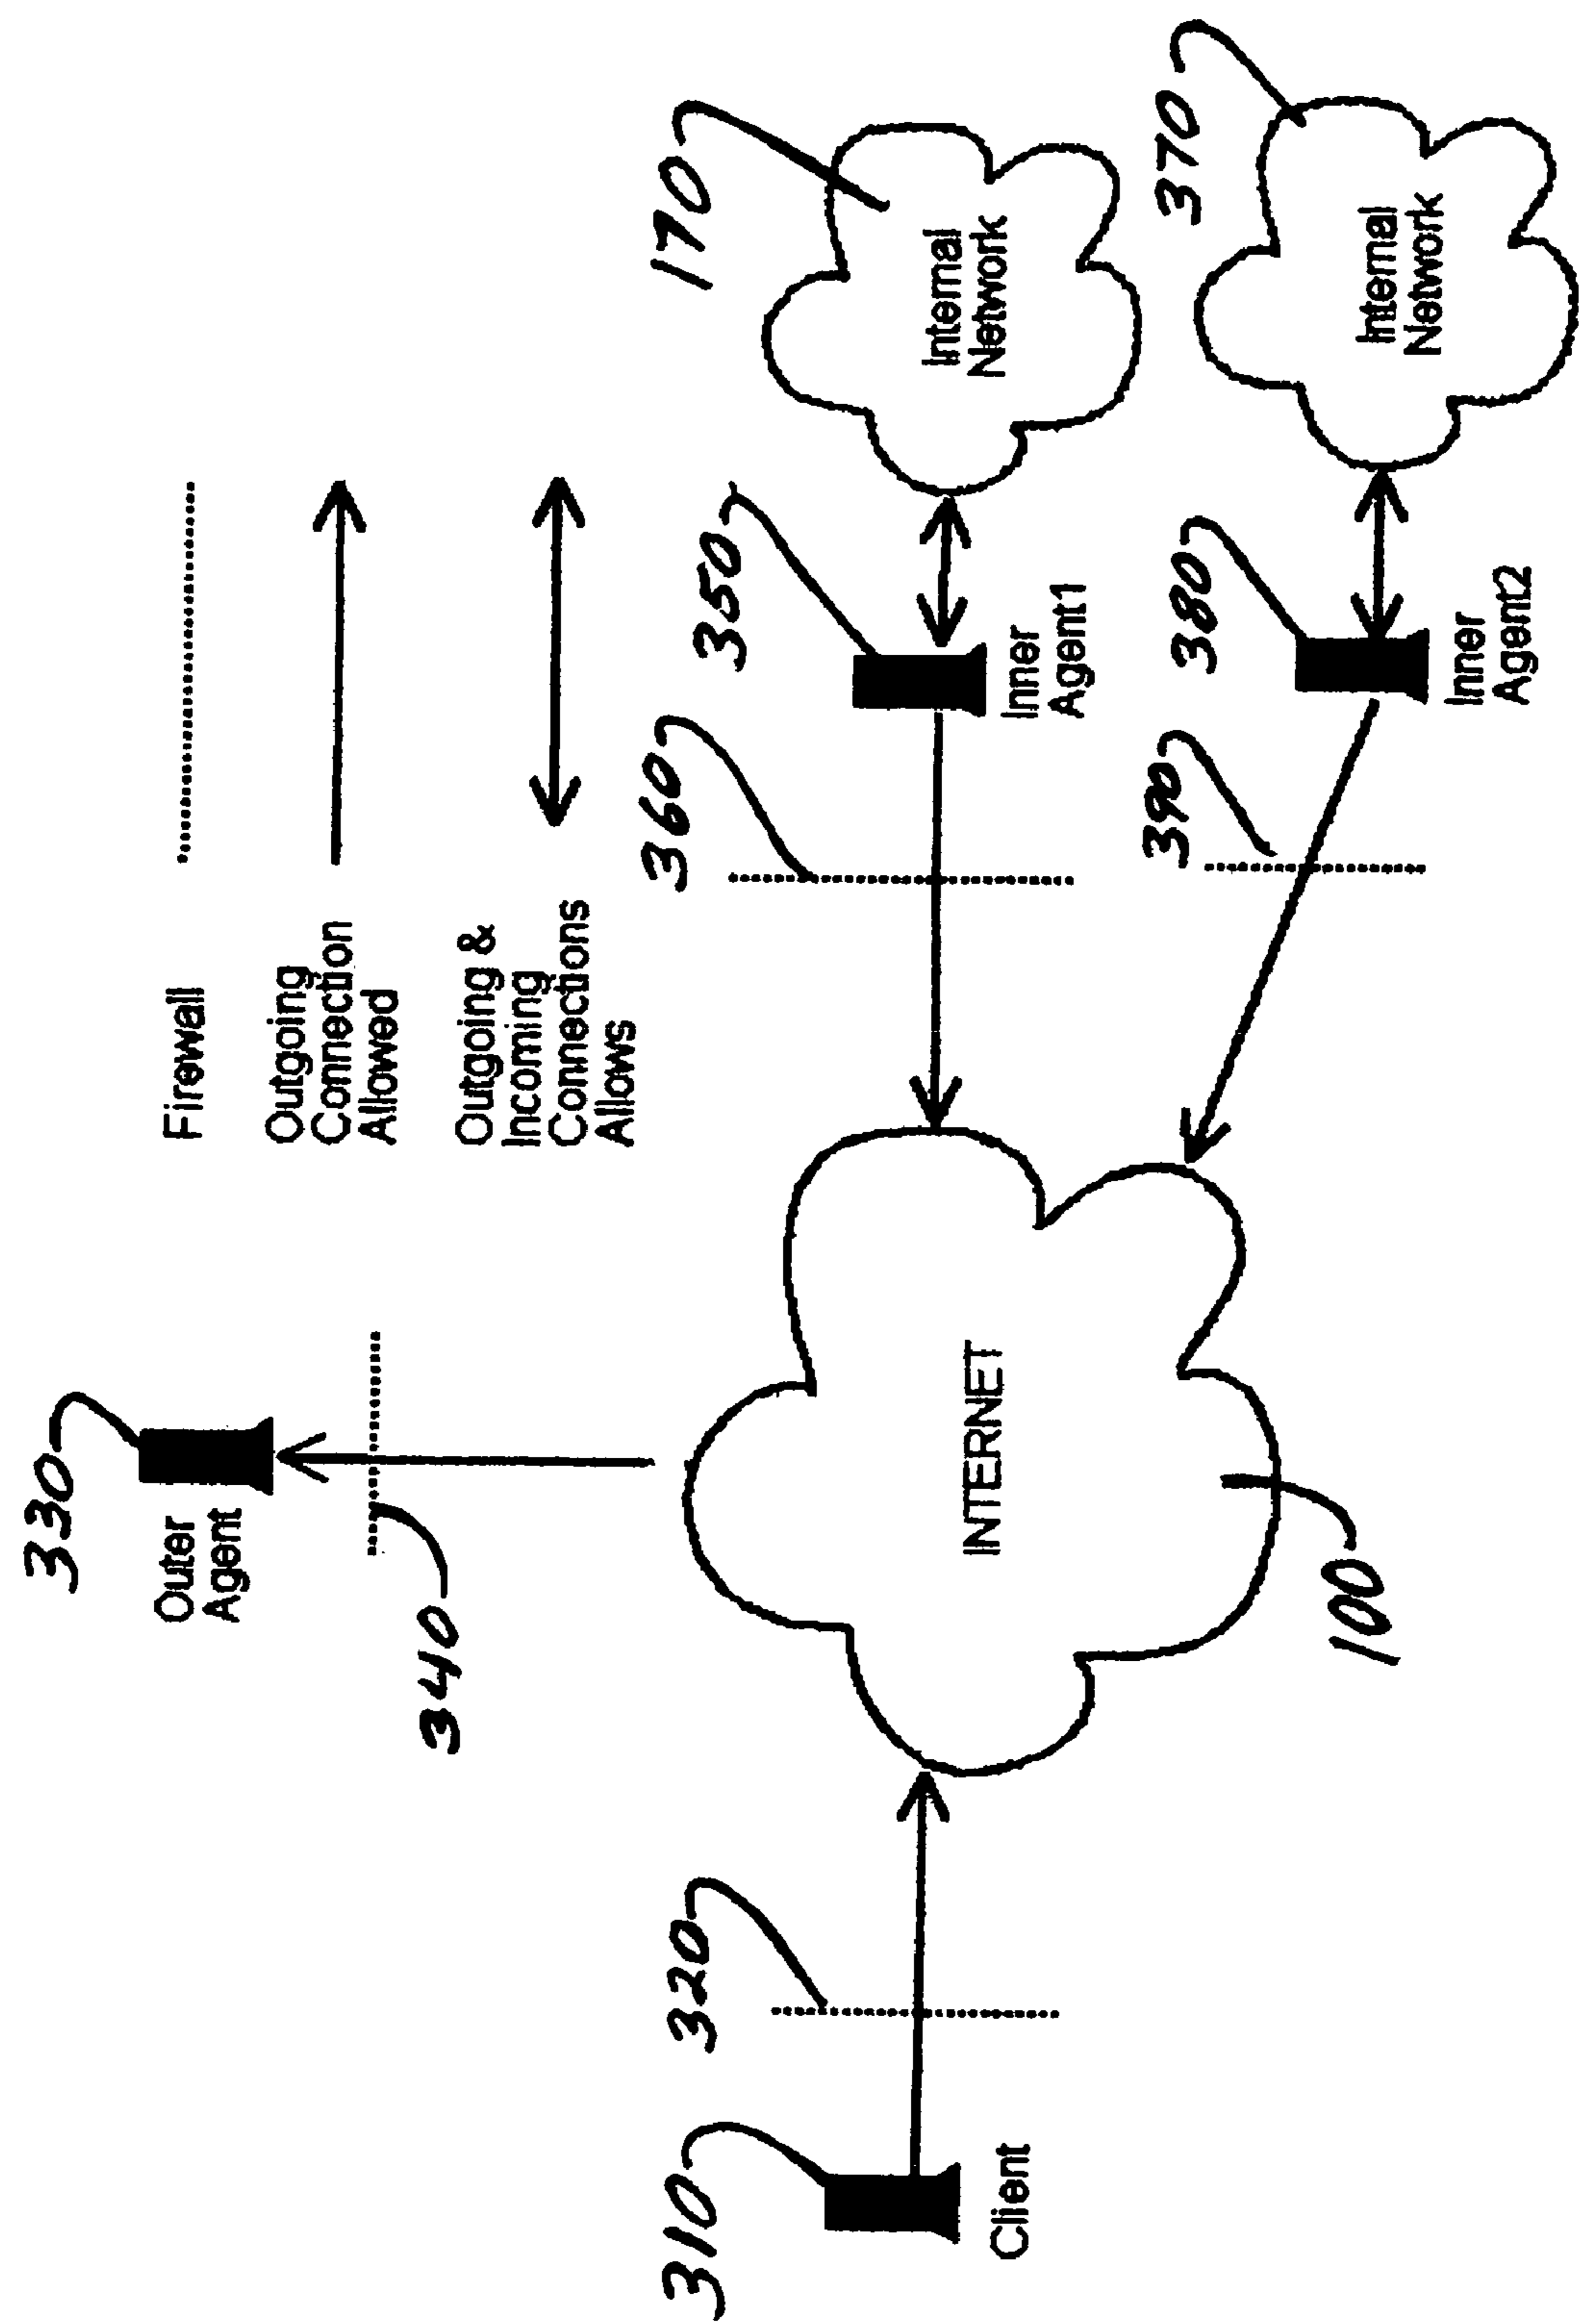 330
Outer
Agent
Firewall
Outgoing
Connection
Allowed
340
Outgoing &
Incoming
Connections
Allows
310
320
360
350
170
Client
INTERNET
Inner
Agent1
Internal
Network
100
390
380
370
Inner
Agent2
Internal
Network